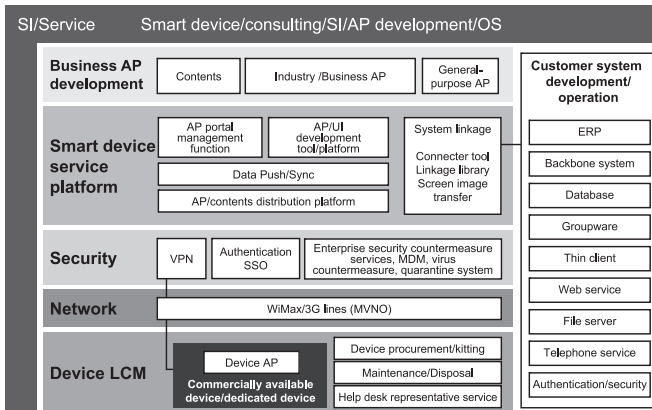 SI/Service Smart device/consulting/SI/AP development/OS
Business AP
development
Contents
Industry /Business AP
General-
purpose AP
Smart device
service
platform
AP portal
management
function
AP/UI
development
tool/platform
Data Push/Sync
AP/contents distribution platform
System linkage
Connecter tool
Linkage library
Screen image
transfer
Security
VPN
Authentication
SSO
Enterprise security countermeasure
services, MDM, virus
countermeasure, quarantine system
Network
WiMax/3G lines (MVNO)
Device LCM
Device AP
Commercially available
device/dedicated device
Device procurement/kitting
Maintenance/Disposal
Help desk representative service
Customer system
development/
operation
ERP
Backbone system
Database
Groupware
Thin client
Web service
File server
Telephone service
Authentication/security